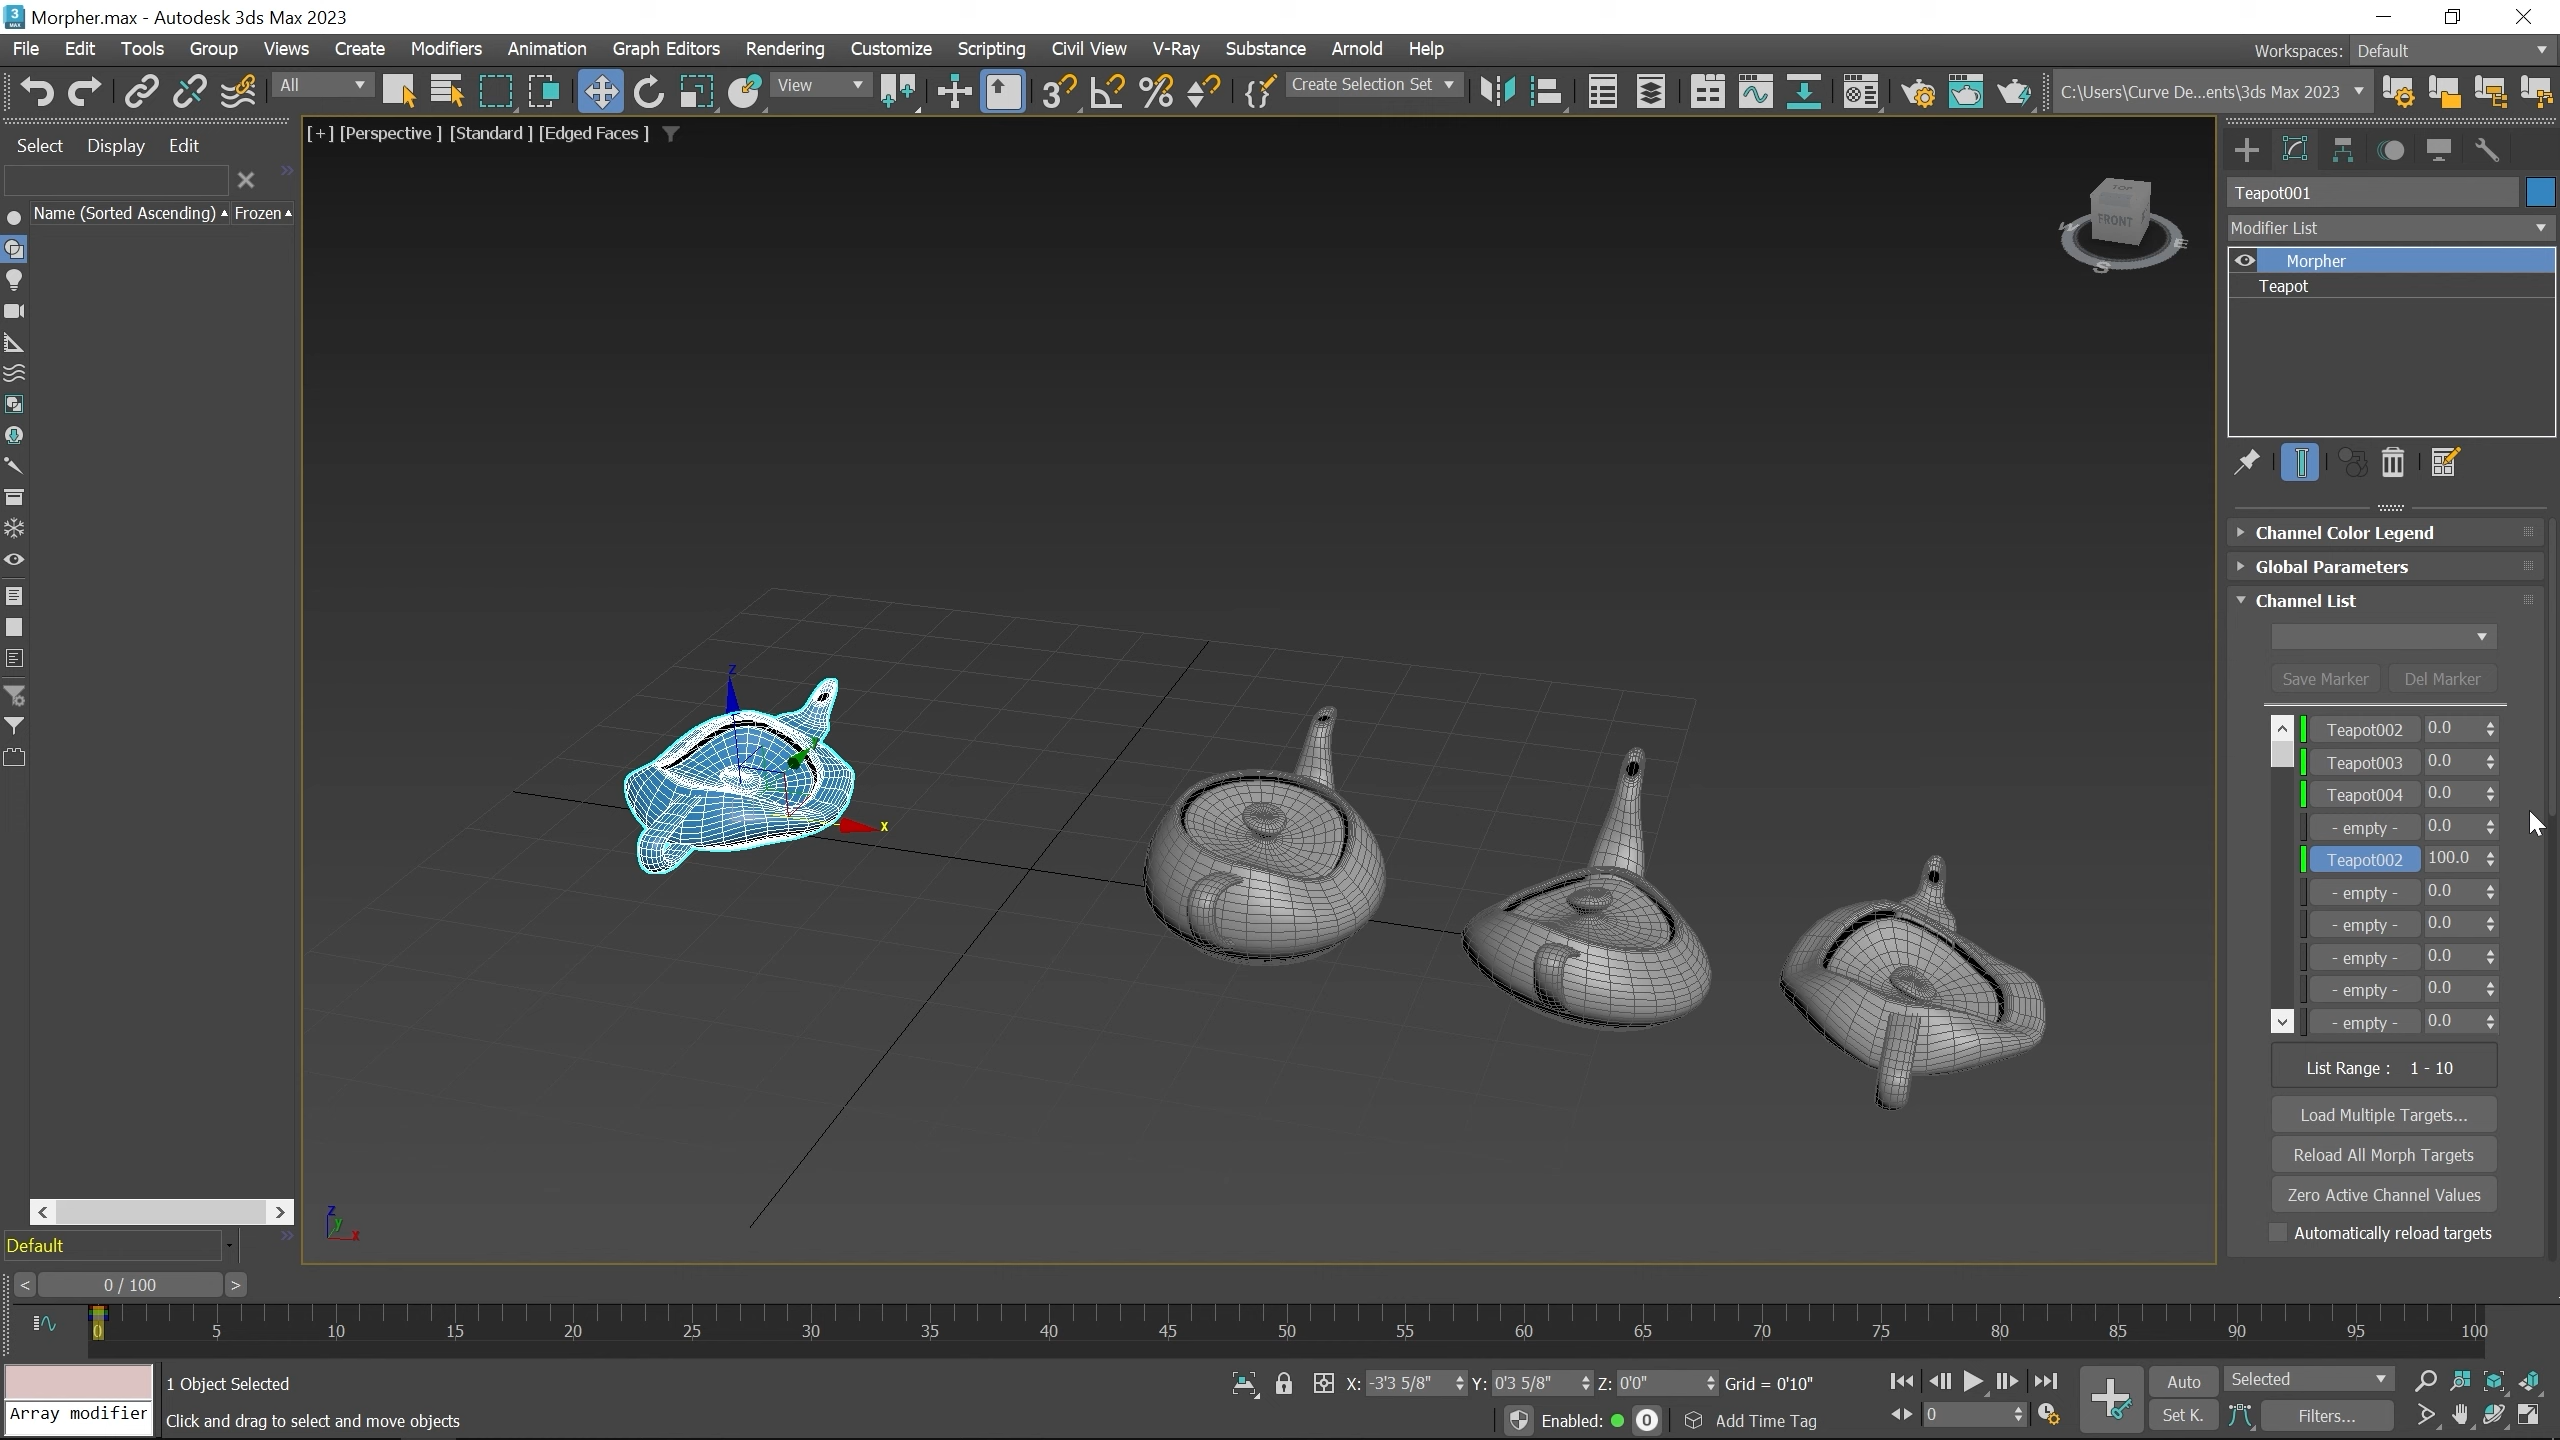 Morpher.max - Autodesk 3ds Max 2023
File Edit Tools Group Views Create Modifiers Animation Graph Editors Rendering Customize Scripting Civil View V-Ray Substance Arnold Help
Workspaces: Default
All
View
Create Selection Set
C:\Users\Curve De...ents\3ds Max 2023
Select Display Edit
Name (Sorted Ascending) Frozen
[+] [Perspective ] [Standard ] [Edged Faces ]
TOP
FRONT
W
E
S
Teapot001
Modifier List
Morpher
Teapot
Channel Color Legend
Global Parameters
Channel List
Save Marker Del Marker
Teapot002 0.0
Teapot003 0.0
Teapot004 0.0
- empty - 0.0
Teapot002 100.0
- empty - 0.0
- empty - 0.0
- empty - 0.0
- empty - 0.0
- empty - 0.0
List Range : 1 - 10
Load Multiple Targets...
Reload All Morph Targets
Zero Active Channel Values
Automatically reload targets
z
x
z
y
x
Default
< 0 / 100 >
0 5 10 15 20 25 30 35 40 45 50 55 60 65 70 75 80 85 90 95 100
Array modifier
1 Object Selected
Click and drag to select and move objects
X: -3'3 5/8" Y: 0'3 5/8" Z: 0'0" Grid = 0'10"
Enabled: 0 Add Time Tag
0
Auto Selected
Set K. Filters...